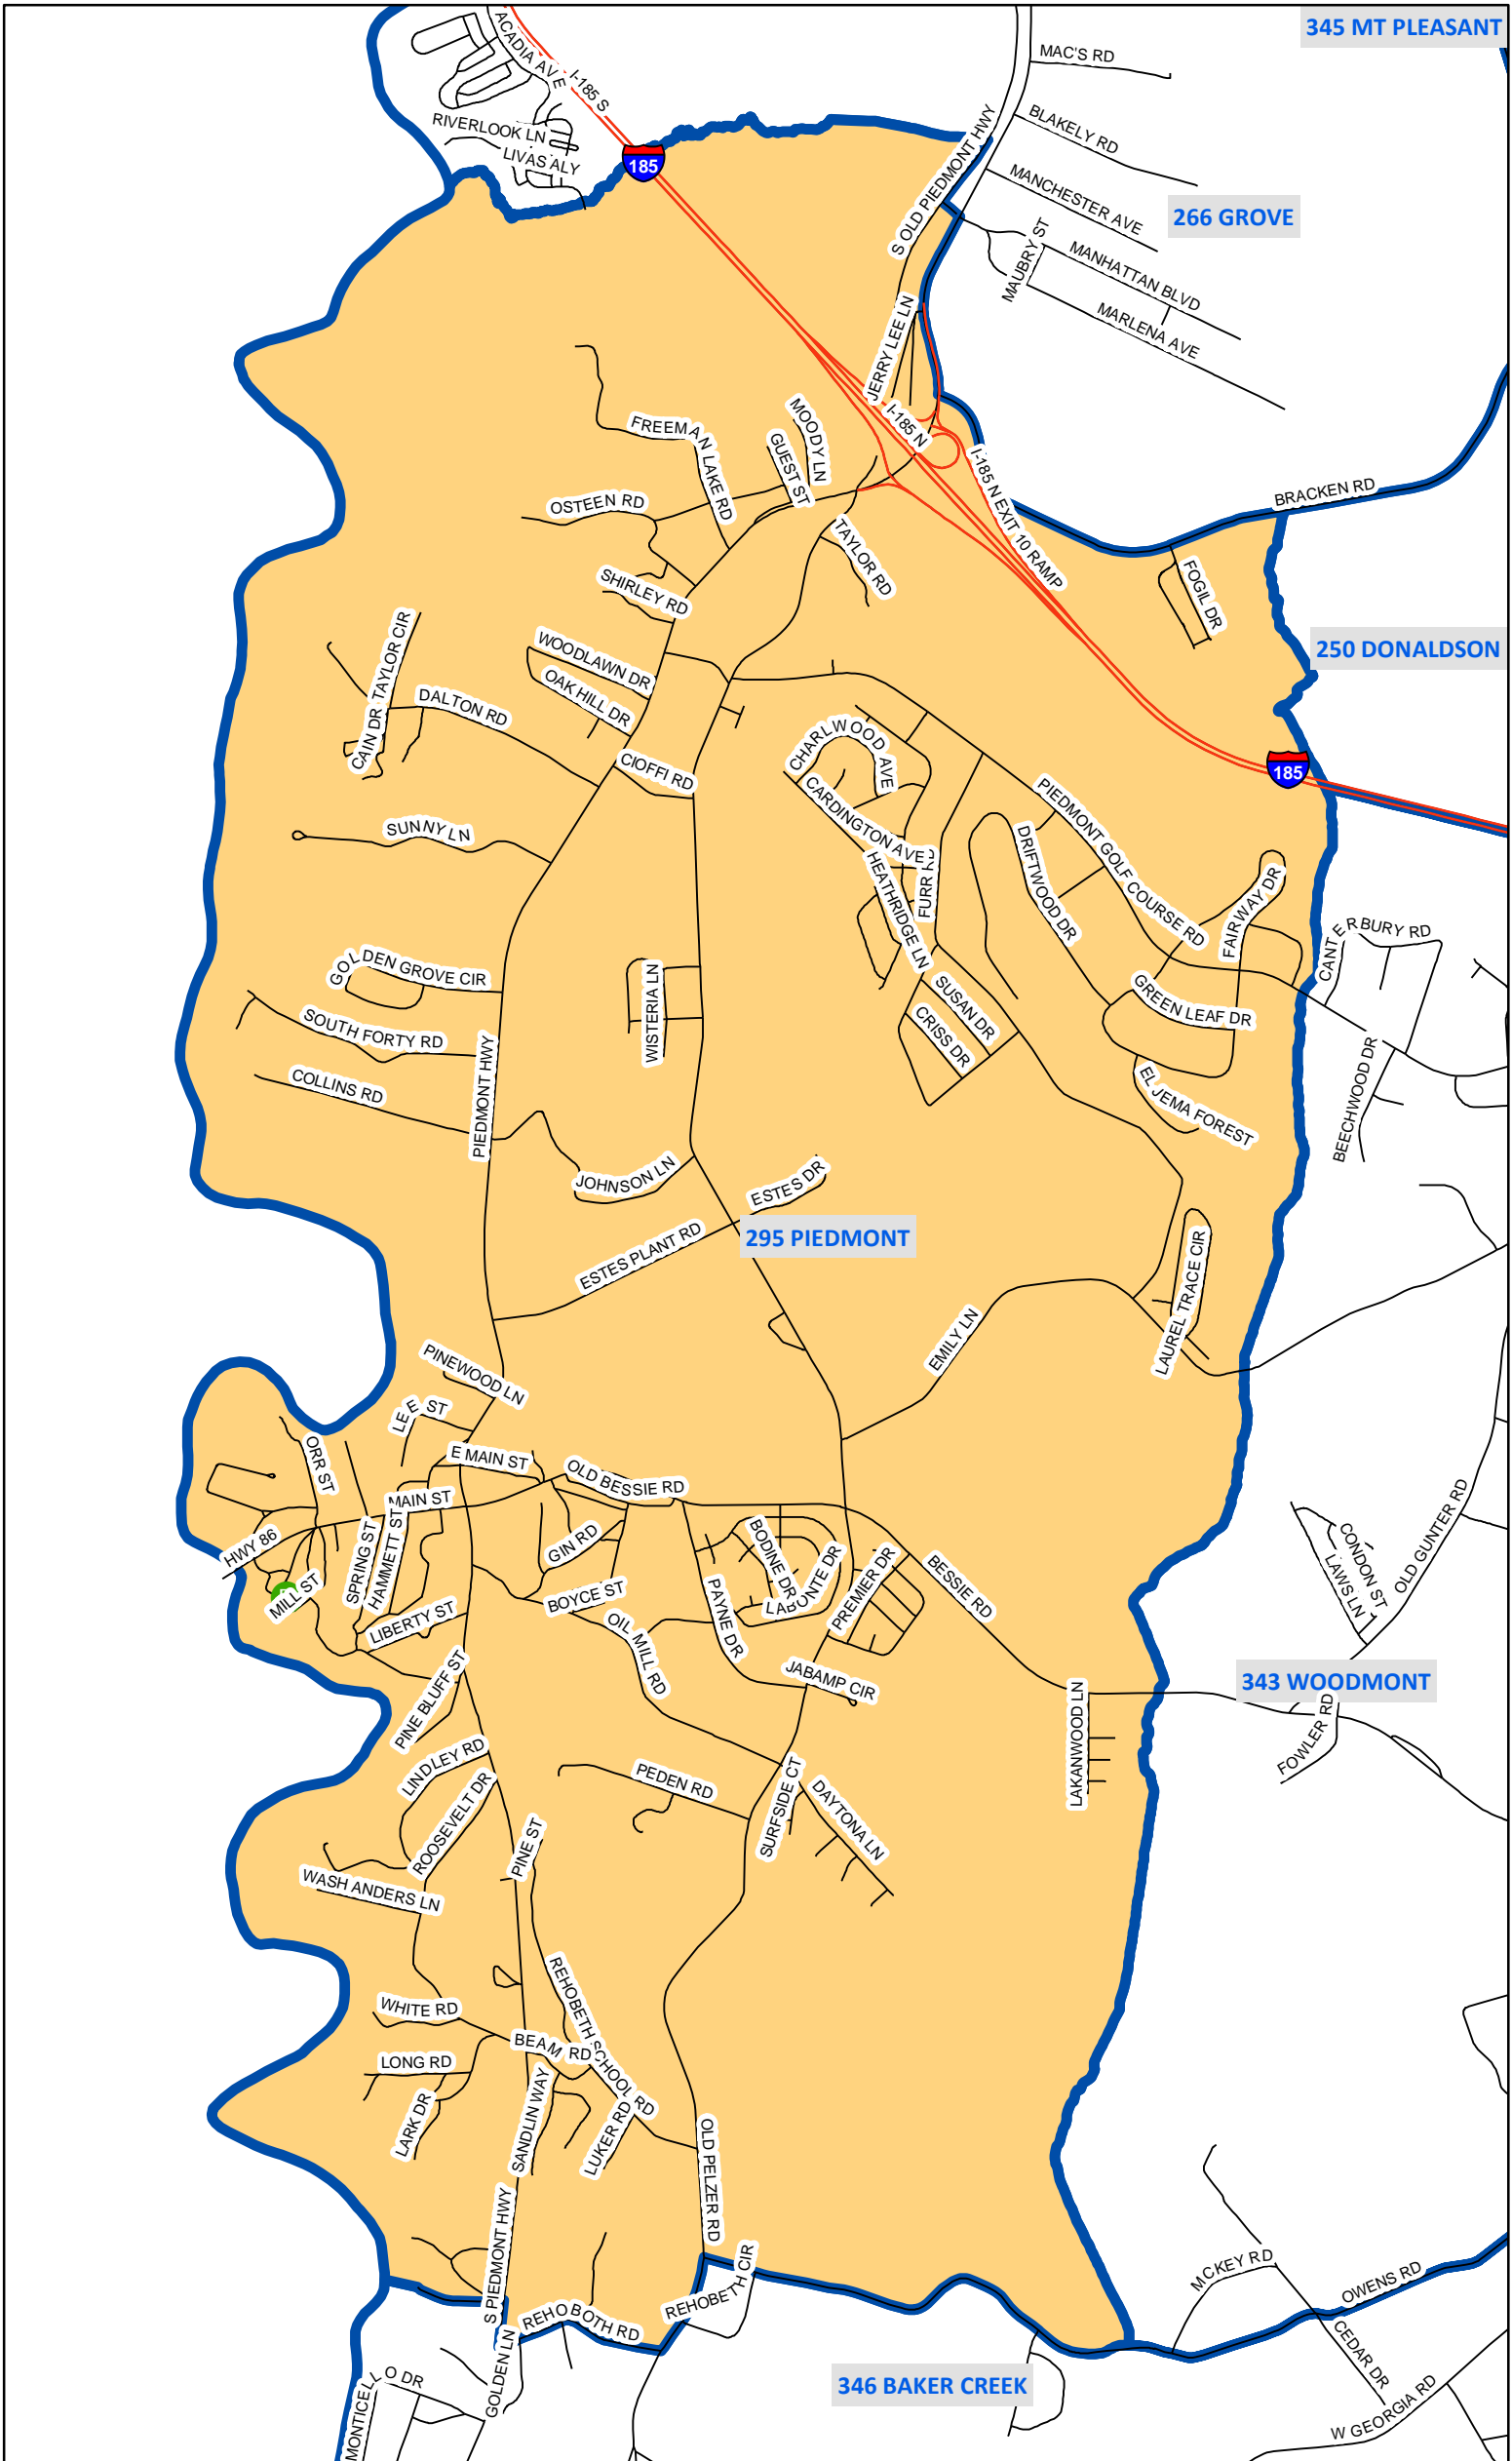 345 MT PLEASANT
ACADIA AVE
I-185 S
MAC'S RD
RIVERLOOK LN
LIVAS ALY
185
S OLD PIEDMONT HWY
BLAKELY RD
MANCHESTER AVE
266 GROVE
MAUBRY ST
MANHATTAN BLVD
MARLENA AVE
JERRY LEE LN
I-185 N
MOODY LN
GUEST ST
FREEMAN LAKE RD
OSTEEN RD
I-185 N EXIT 10 RAMP
BRACKEN RD
TAYLOR RD
SHIRLEY RD
FOGIL DR
250 DONALDSON
TAYLOR CIR
CAIN DR
DALTON RD
WOODLAWN DR
OAK HILL DR
CIOFFI RD
CHARLWOOD AVE
185
CARDINGTON AVE
SUNNY LN
PIEDMONT GOLF COURSE RD
DRIFTWOOD DR
HEATHRIDGE LN
FURR RD
FAIRWAY DR
CANTERBURY RD
GOLDEN GROVE CIR
WISTERIA LN
SOUTH FORTY RD
SUSAN DR
CRISS DR
GREEN LEAF DR
COLLINS RD
PIEDMONT HWY
EL JEMA FOREST
BEECHWOOD DR
JOHNSON LN
ESTES DR
295 PIEDMONT
ESTES PLANT RD
LAUREL TRACE CIR
EMILY LN
PINEWOOD LN
LEE ST
ORR ST
E MAIN ST
OLD BESSIE RD
MAIN ST
HWY 86
SPRING ST
HAMMETT ST
GIN RD
BODINE DR
LABONTE DR
PREMIER DR
BESSIE RD
CONDON ST
LAWS LN
OLD GUNTER RD
MILL ST
LIBERTY ST
BOYCE ST
PAYNE DR
OIL MILL RD
JABAMP CIR
343 WOODMONT
PINE BLUFF ST
LAKANWOOD LN
FOWLER RD
LINDLEY RD
ROOSEVELT DR
PEDEN RD
SURFSIDE CT
DAYTONA LN
PINE ST
WASH ANDERS LN
REHOBETH SCHOOL RD
WHITE RD
BEAM RD
LONG RD
LARK DR
SANDLIN WAY
LUKER RD
OLD PELZER RD
S PIEDMONT HWY
REHOBETH CIR
REHOBOTH RD
MCKEY RD
OWENS RD
GOLDEN LN
MONTICELLO DR
346 BAKER CREEK
CEDAR DR
W GEORGIA RD